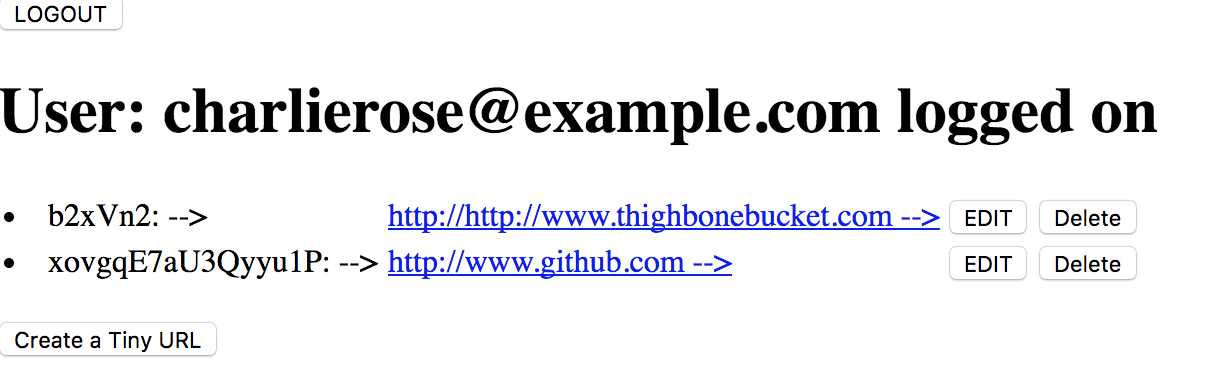 LOGOUT
User: charlierose@example.com logged on
• b2xVn2: --> http://http://www.thighbonebucket.com --> EDIT Delete
• xovgqE7aU3Qyyu1P: --> http://www.github.com --> EDIT Delete
Create a Tiny URL